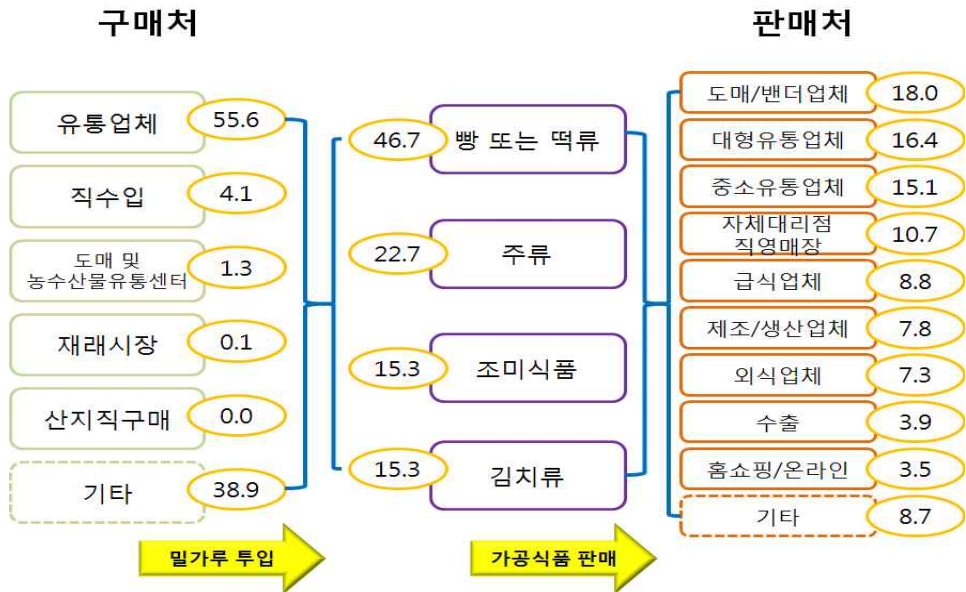 구매처
유통업체 55.6
직수입 4.1
도매 및
농수산물유통센터 1.3
재래시장 0.1
산지직구매 0.0
기타 38.9
밀가루 투입
46.7 빵 또는 떡류
22.7 주류
15.3 조미식품
15.3 김치류
가공식품 판매
판매처
도매/밴더업체 18.0
대형유통업체 16.4
중소유통업체 15.1
자체대리점
직영매장 10.7
급식업체 8.8
제조/생산업체 7.8
외식업체 7.3
수출 3.9
홈쇼핑/온라인 3.5
기타 8.7